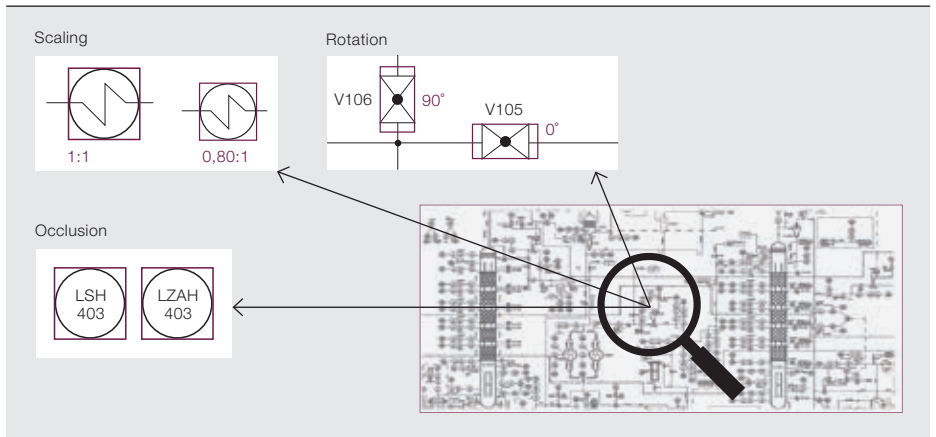 Scaling
1:1
0,80:1
Rotation
V106
90°
V105
0°
Occlusion
LSH
403
LZAH
403